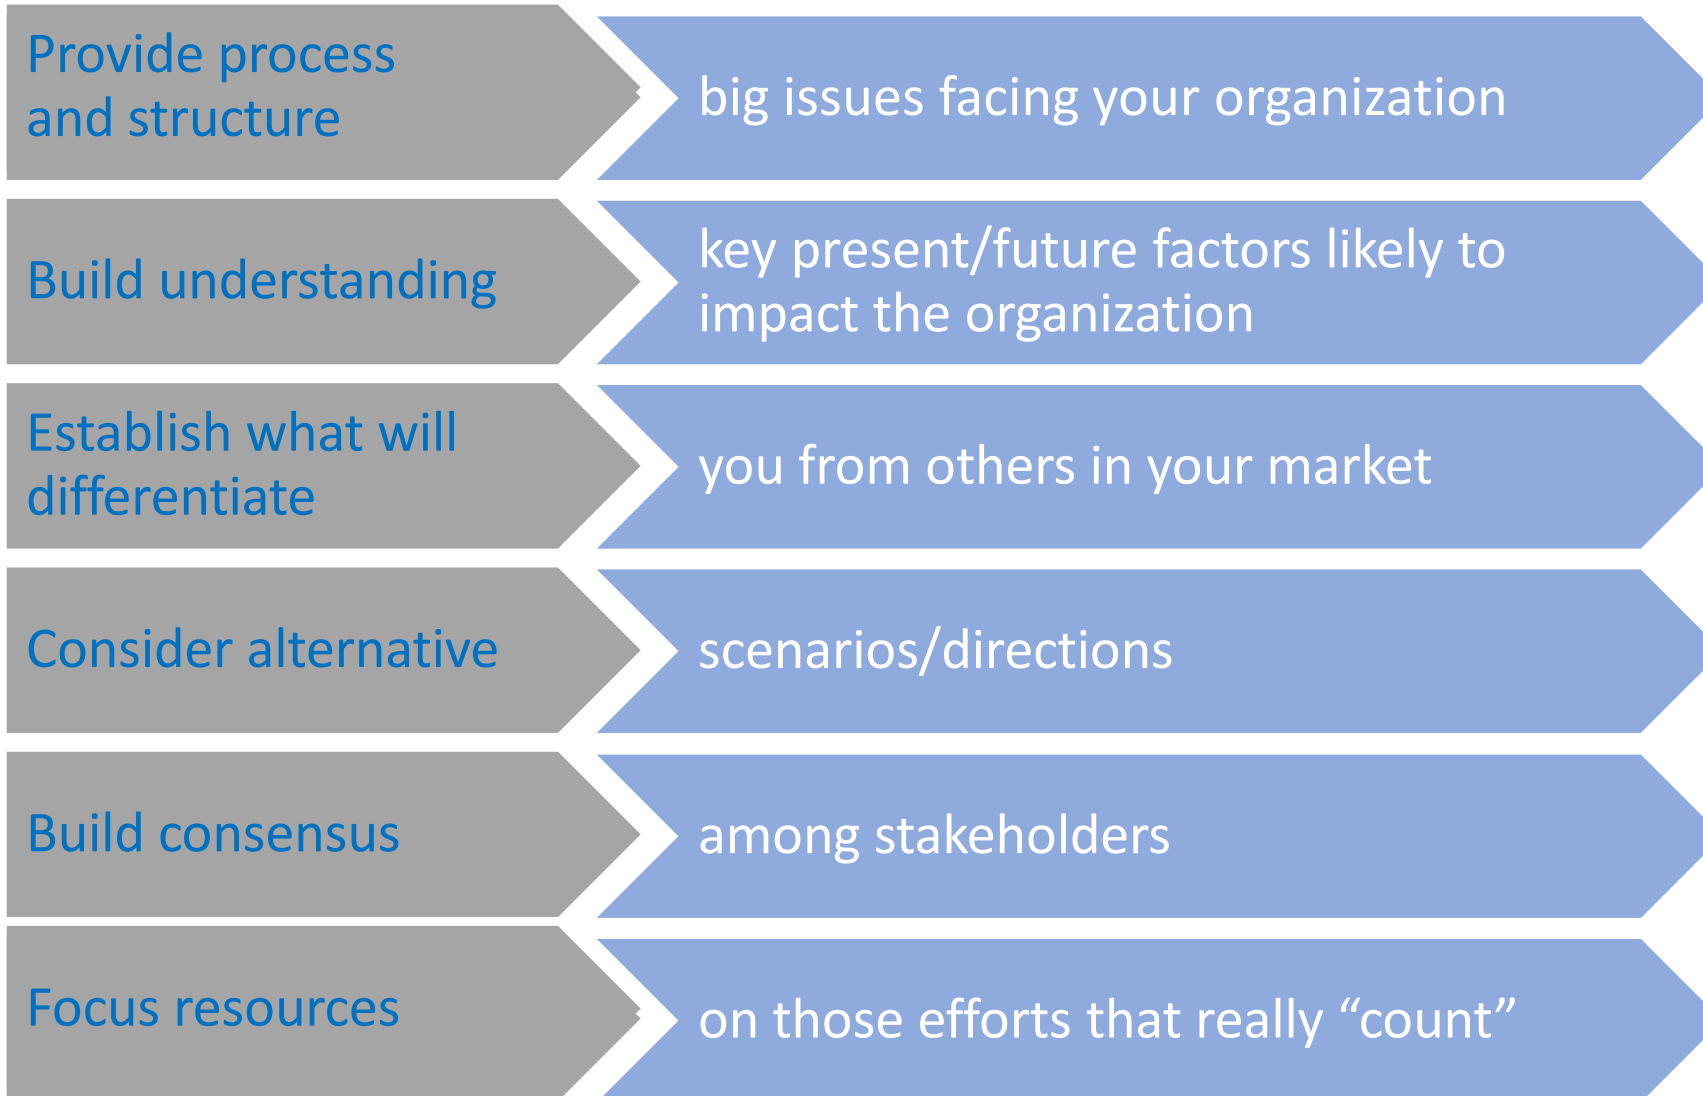 Provide process
and structure
big issues facing your organization
Build understanding
key present/future factors likely to
impact the organization
Establish what will
differentiate
you from others in your market
Consider alternative
scenarios/directions
Build consensus
among stakeholders
Focus resources
on those efforts that really “count”